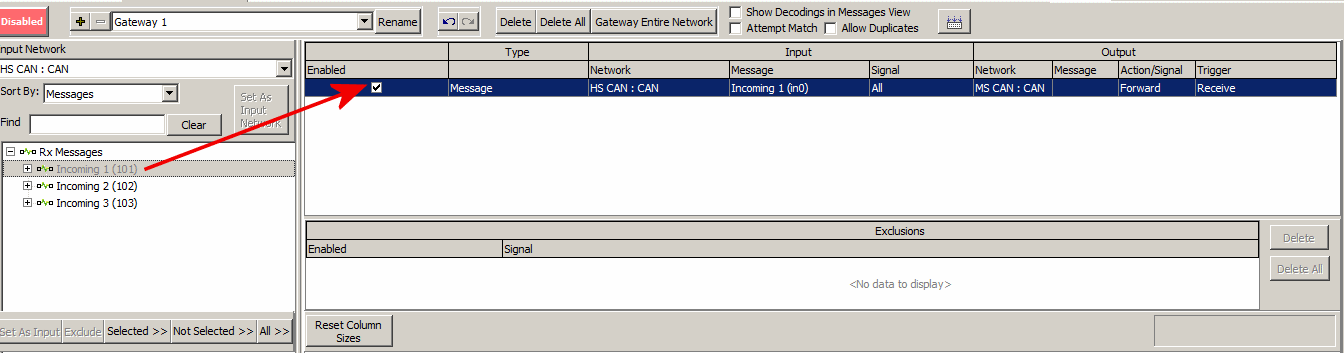 Disabled
Gateway 1
Rename
Delete
Delete All
Gateway Entire Network
Show Decodings in Messages View
Attempt Match
Allow Duplicates
nput Network
HS CAN : CAN
Sort By:
Messages
Set As
Input
Network
Find
Clear
Rx Messages
Incoming 1 (101)
Incoming 2 (102)
Incoming 3 (103)
Set As Input
Exclude
Selected >>
Not Selected >>
All >>
Type
Input
Output
Enabled
Network
Message
Signal
Network
Message
Action/Signal
Trigger
Message
HS CAN : CAN
Incoming 1 (in0)
All
MS CAN : CAN
Forward
Receive
Exclusions
Enabled
Signal
<No data to display>
Delete
Delete All
Reset Column
Sizes